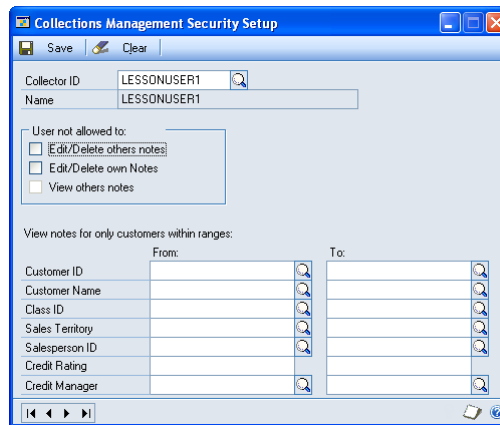 Collections Management Security Setup
Save Clear
Collector ID LESSONUSER1
Name LESSONUSER1
User not allowed to:
Edit/Delete others notes
Edit/Delete own Notes
View others notes
View notes for only customers within ranges:
From: To:
Customer ID
Customer Name
Class ID
Sales Territory
Salesperson ID
Credit Rating
Credit Manager